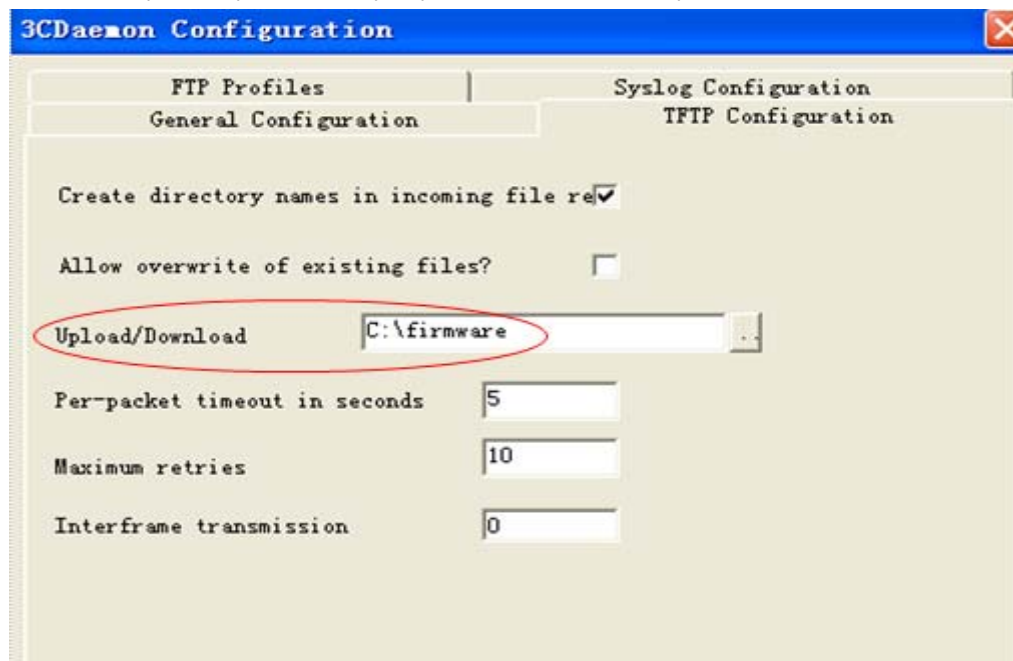 3CDaemon Configuration
FTP Profiles
Syslog Configuration
General Configuration
TFTP Configuration
Create directory names in incoming file re
Allow overwrite of existing files?
Upload/Download
C:\firmware
..
Per-packet timeout in seconds
5
Maximum retries
10
Interframe transmission
0